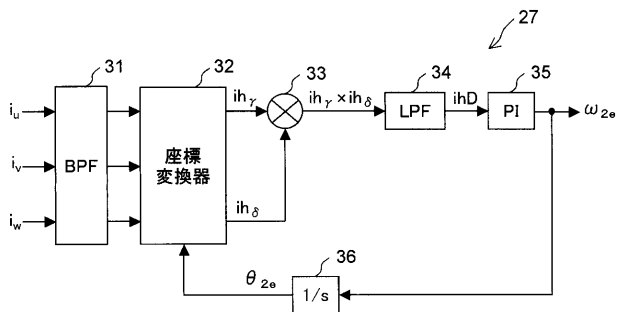 27
31
32
33
34
35
i_u
i_v
i_w
BPF
座標
変換器
ih_γ
ih_δ
ih_γ×ih_δ
LPF
ihD
PI
ω_2e
θ_2e
36
1/s